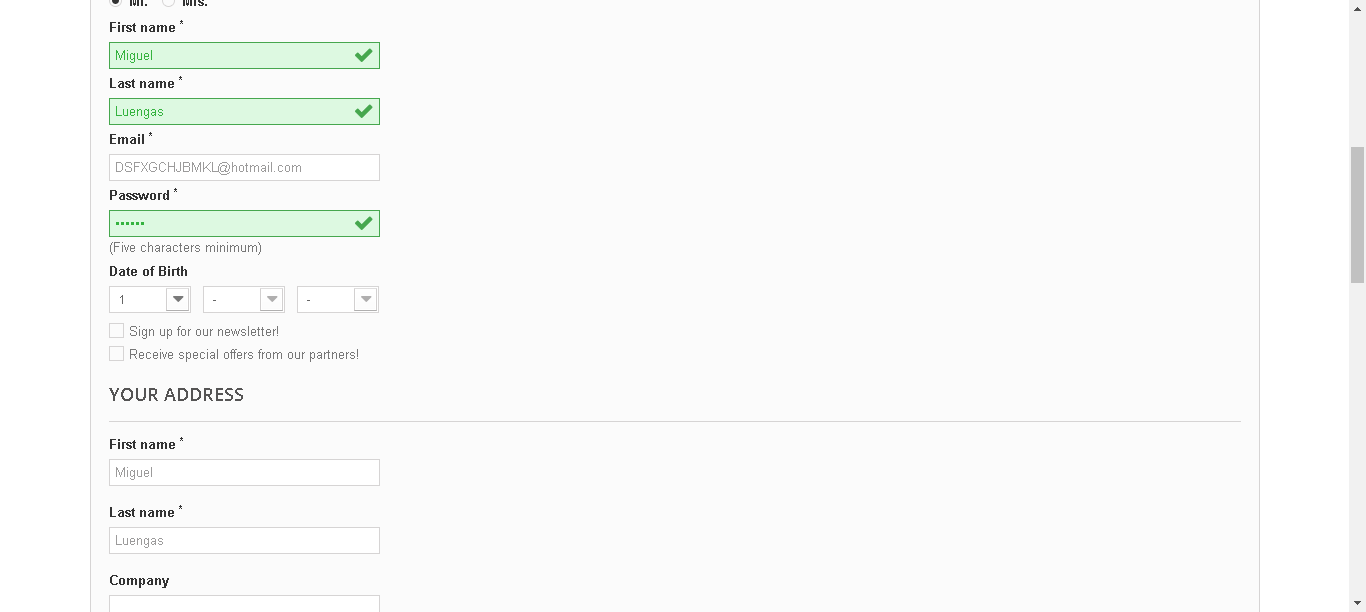 Mr. Mrs.
First name *
Miguel
Last name *
Luengas
Email *
DSFXGCHJBMKL@hotmail.com
Password *
••••••
(Five characters minimum)
Date of Birth
1 - -
Sign up for our newsletter!
Receive special offers from our partners!
YOUR ADDRESS
First name *
Miguel
Last name *
Luengas
Company